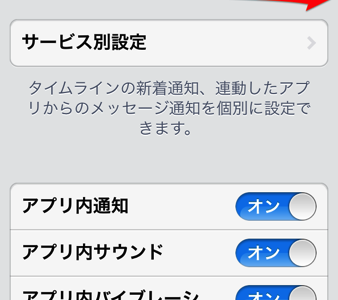 サービス別設定
タイムラインの新着通知、連動したアプ
リからのメッセージ通知を個別に設定で
きます。
アプリ内通知 オン
アプリ内サウンド オン
アプリ内バイブレーシ オン